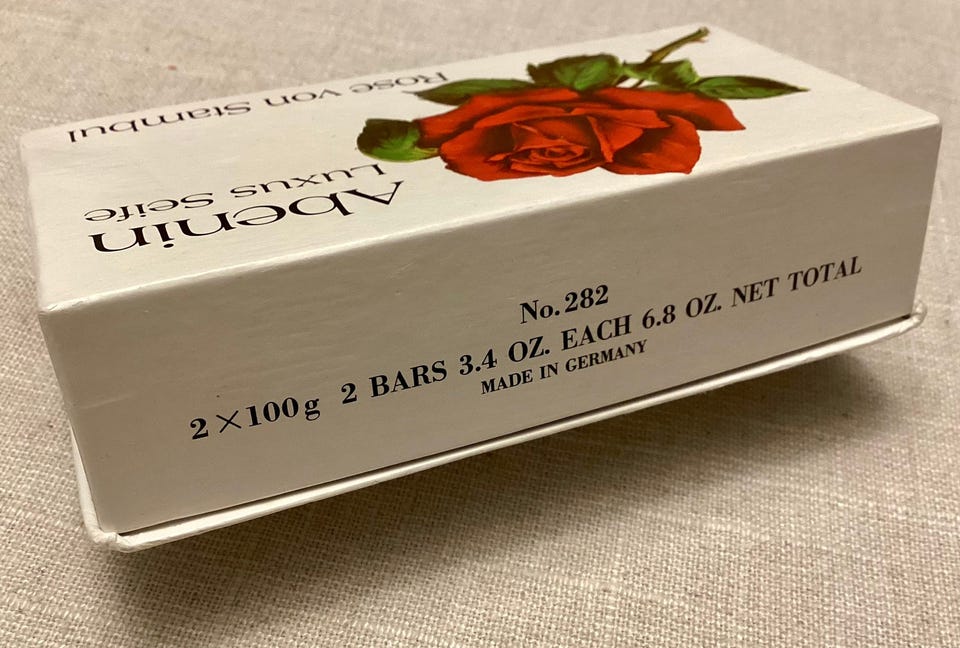 Abenin
Luxus Seife
Rose von Stambul
No. 282
2 × 100 g 2 BARS 3.4 OZ. EACH 6.8 OZ. NET TOTAL
MADE IN GERMANY